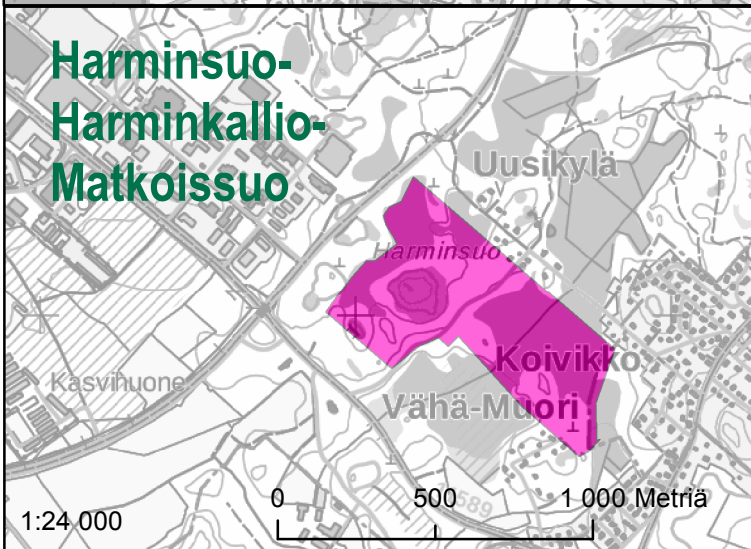 Harminsuo-
Harminkallio-
Matkoissuo
Uusikylä
Harminsuo
Koivikko
Kasvihuone
Vähä-Muori
1:24 000
0 500 1 000 Metriä